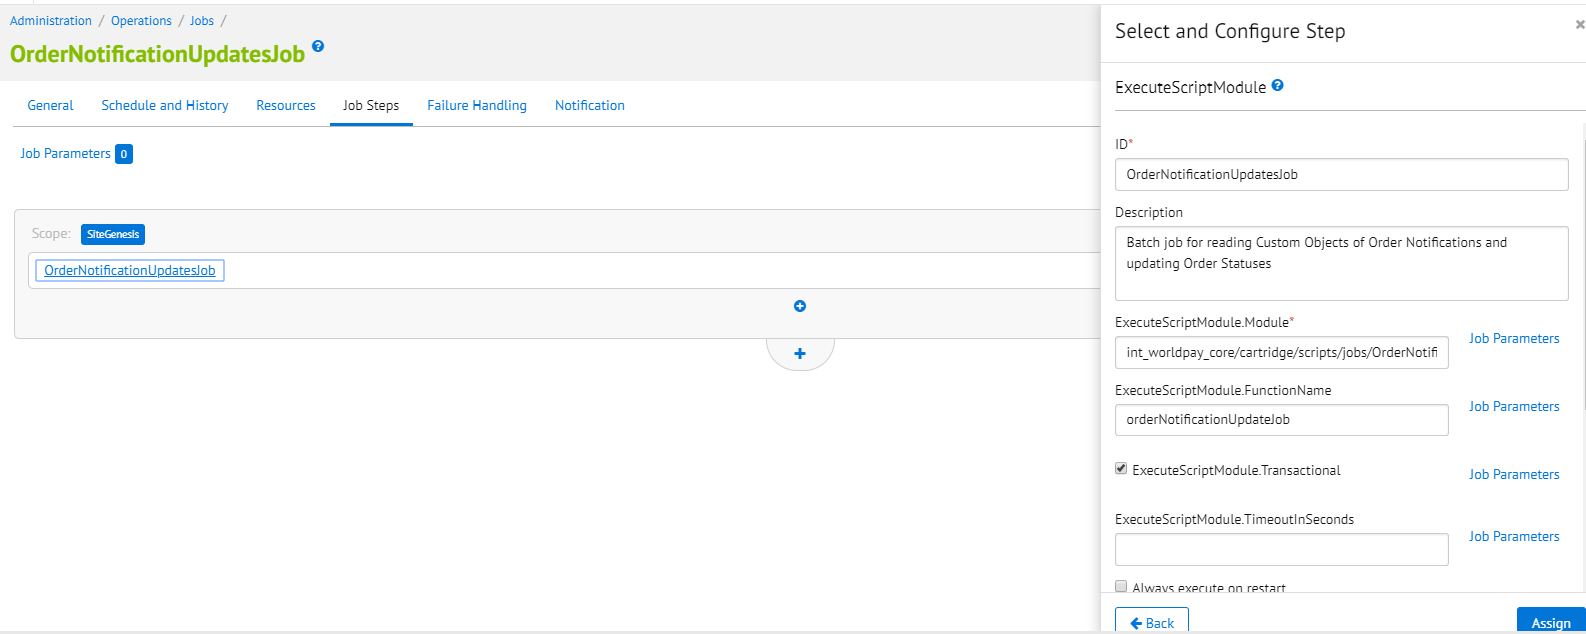 Administration / Operations / Jobs /
OrderNotificationUpdatesJob ?
General Schedule and History Resources Job Steps Failure Handling Notification
Job Parameters 0
Scope: SiteGenesis
OrderNotificationUpdatesJob
Select and Configure Step ×
ExecuteScriptModule ?
ID*
OrderNotificationUpdatesJob
Description
Batch job for reading Custom Objects of Order Notifications and
updating Order Statuses
ExecuteScriptModule.Module*
Job Parameters
int_worldpay_core/cartridge/scripts/jobs/OrderNotifi
ExecuteScriptModule.FunctionName
Job Parameters
orderNotificationUpdateJob
ExecuteScriptModule.Transactional
Job Parameters
ExecuteScriptModule.TimeoutInSeconds
Job Parameters
Always execute on restart
Back Assign